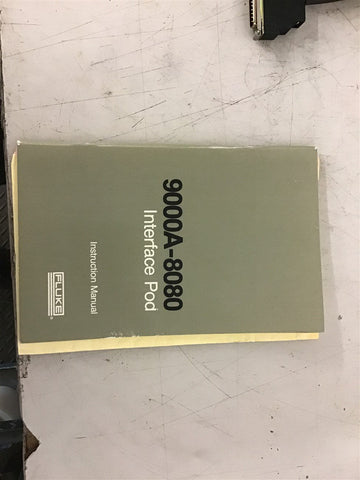 9000A-8080
Interface Pod
Instruction Manual
FLUKE